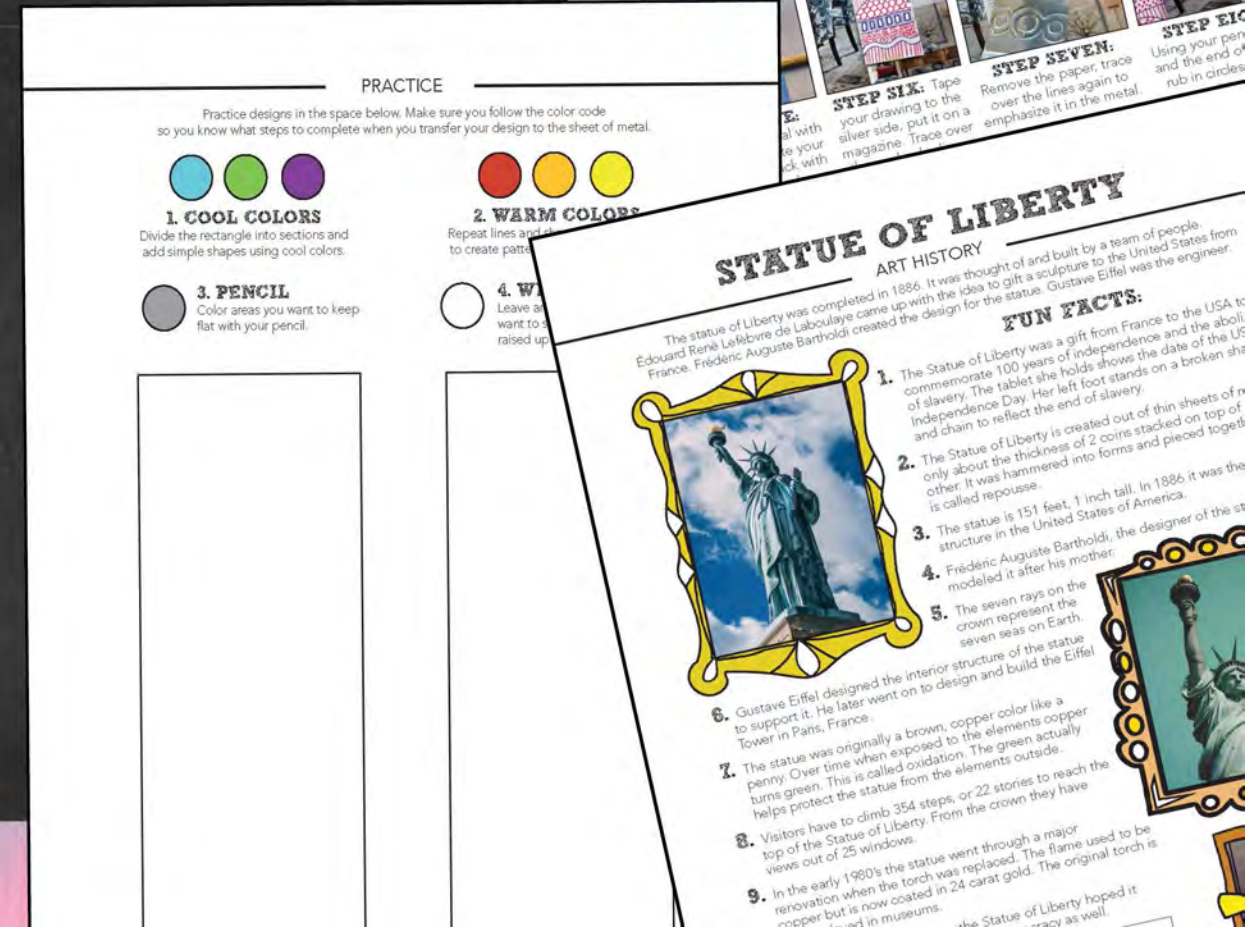 PRACTICE
Practice designs in the space below. Make sure you follow the color code
so you know what steps to complete when you transfer your design to the sheet of metal.
1. COOL COLORS
Divide the rectangle into sections and
add simple shapes using cool colors.
2. WARM COLORS
Repeat lines and
to create
3. PENCIL
Color areas you want to keep
flat with your pencil.
4.
Leave
want to
raised up
STEP SIX: Tape
your drawing to the
silver side, put it on a
magazine. Trace over
STEP SEVEN:
Remove the paper, trace
over the lines again to
emphasize it in the metal.
STEP
Using your
and the end of
rub in circles
with
your
with
STATUE OF LIBERTY
ART HISTORY
The statue of Liberty was completed in 1886. It was thought of and built by a team of people.
Édouard Renè Lefèbvre de Laboulaye came up with the idea to gift a sculpture to the United States from
France. Frédéric Auguste Bartholdi created the design for the statue. Gustave Eiffel was the engineer.
FUN FACTS:
1. The Statue of Liberty was a gift from France to the USA to
commemorate 100 years of independence and the
of slavery. The tablet she holds shows the date of the
Independence Day. Her left foot stands on a broken
and chain to reflect the end of slavery.
2. The Statue of Liberty is created out of thin sheets of
only about the thickness of 2 coins stacked on top of
other. It was hammered into forms and pieced
is called repousse.
3. The statue is 151 feet, 1 inch tall. In 1886 it was the
structure in the United States of America.
4. Frédéric Auguste Bartholdi, the designer of the
modeled it after his mother.
5. The seven rays on the
crown represent the
seven seas on Earth.
6. Gustave Eiffel designed the interior structure of the statue
to support it. He later went on to design and build the Eiffel
Tower in Paris, France.
7. The statue was originally a brown, copper color like a
penny. Over time when exposed to the elements copper
turns green. This is called oxidation. The green actually
helps protect the statue from the elements outside.
8. Visitors have to climb 354 steps, or 22 stories to reach the
top of the Statue of Liberty. From the crown they have
views out of 25 windows.
9. In the early 1980's the statue went through a major
renovation when the torch was replaced. The flame used to be
copper but is now coated in 24 carat gold. The original torch is
in museums.
the Statue of Liberty hoped it
as well.